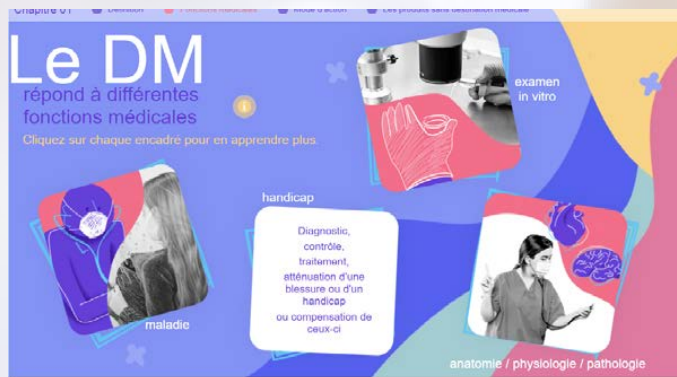 Chapitre 01 Définition Fonctions médicales Mode d'action Les produits sans destination médicale
Le DM
répond à différentes
fonctions médicales
Cliquez sur chaque encadré pour en apprendre plus.
examen
in vitro
handicap
Diagnostic,
contrôle,
traitement,
atténuation d'une
blessure ou d'un
handicap
ou compensation de
ceux-ci
maladie
anatomie / physiologie / pathologie